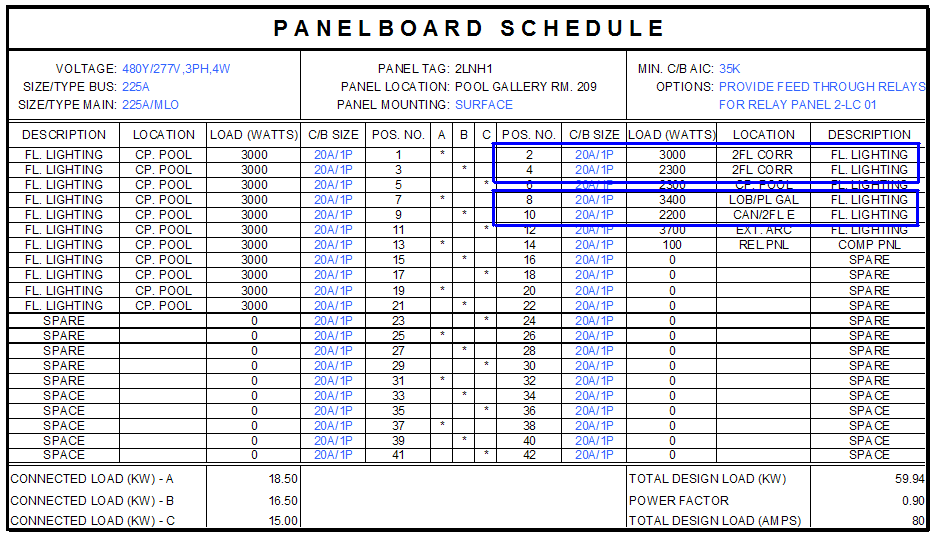 PANELBOARD SCHEDULE
VOLTAGE: 480Y/277V,3PH,4W PANEL TAG: 2LNH1 MIN. C/B AIC: 35K
SIZE/TYPE BUS: 225A PANEL LOCATION: POOL GALLERY RM. 209 OPTIONS: PROVIDE FEED THROUGH RELAYS
SIZE/TYPE MAIN: 225A/MLO PANEL MOUNTING: SURFACE FOR RELAY PANEL 2-LC 01
DESCRIPTION LOCATION LOAD (WATTS) C/B SIZE POS. NO. A B C POS. NO. C/B SIZE LOAD (WATTS) LOCATION DESCRIPTION
FL. LIGHTING CP. POOL 3000 20A/1P 1 * 2 20A/1P 3000 2FL CORR FL. LIGHTING
FL. LIGHTING CP. POOL 3000 20A/1P 3 * 4 20A/1P 2300 2FL CORR FL. LIGHTING
FL. LIGHTING CP. POOL 3000 20A/1P 5 * 6 20A/1P 2300 CP. POOL FL. LIGHTING
FL. LIGHTING CP. POOL 3000 20A/1P 7 * 8 20A/1P 3400 LOB/PL GAL FL. LIGHTING
FL. LIGHTING CP. POOL 3000 20A/1P 9 * 10 20A/1P 2200 CAN/2FL E FL. LIGHTING
FL. LIGHTING CP. POOL 3000 20A/1P 11 * 12 20A/1P 3700 EXT. ARC FL. LIGHTING
FL. LIGHTING CP. POOL 3000 20A/1P 13 * 14 20A/1P 100 REL PNL COMP PNL
FL. LIGHTING CP. POOL 3000 20A/1P 15 * 16 20A/1P 0 SPARE
FL. LIGHTING CP. POOL 3000 20A/1P 17 * 18 20A/1P 0 SPARE
FL. LIGHTING CP. POOL 3000 20A/1P 19 * 20 20A/1P 0 SPARE
FL. LIGHTING CP. POOL 3000 20A/1P 21 * 22 20A/1P 0 SPARE
SPARE 0 20A/1P 23 * 24 20A/1P 0 SPARE
SPARE 0 20A/1P 25 * 26 20A/1P 0 SPARE
SPARE 0 20A/1P 27 * 28 20A/1P 0 SPARE
SPARE 0 20A/1P 29 * 30 20A/1P 0 SPARE
SPARE 0 20A/1P 31 * 32 20A/1P 0 SPARE
SPACE 0 20A/1P 33 * 34 20A/1P 0 SPACE
SPACE 0 20A/1P 35 * 36 20A/1P 0 SPACE
SPACE 0 20A/1P 37 * 38 20A/1P 0 SPACE
SPACE 0 20A/1P 39 * 40 20A/1P 0 SPACE
SPACE 0 20A/1P 41 * 42 20A/1P 0 SPACE
CONNECTED LOAD (KW) - A 18.50 TOTAL DESIGN LOAD (KW) 59.94
CONNECTED LOAD (KW) - B 16.50 POWER FACTOR 0.90
CONNECTED LOAD (KW) - C 15.00 TOTAL DESIGN LOAD (AMPS) 80